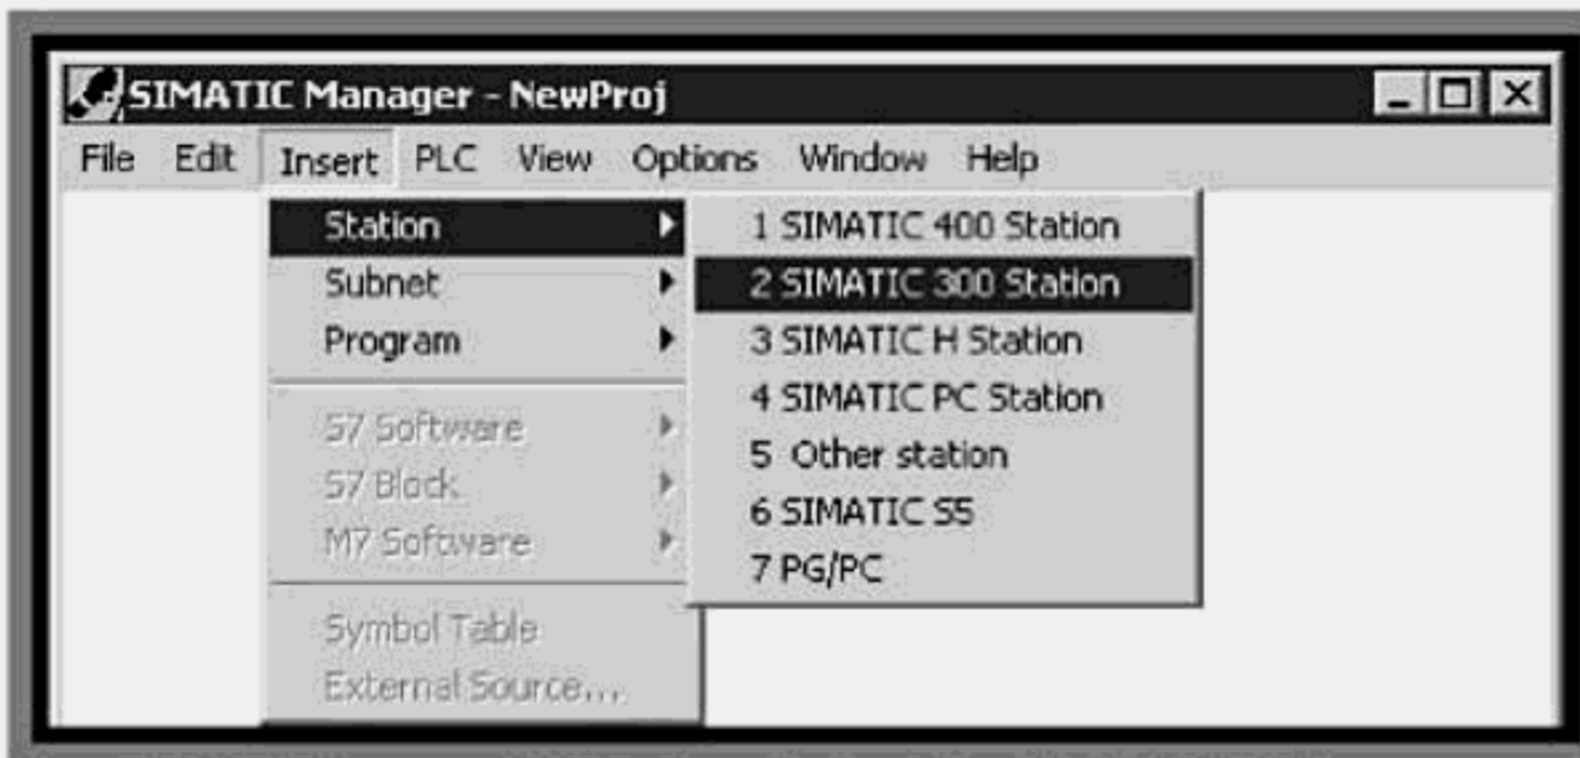 SIMATIC Manager - NewProj
File Edit Insert PLC View Options Window Help
Station
Subnet
Program
S7 Software
S7 Block
M7 Software
Symbol Table
External Source...
1 SIMATIC 400 Station
2 SIMATIC 300 Station
3 SIMATIC H Station
4 SIMATIC PC Station
5 Other station
6 SIMATIC S5
7 PG/PC